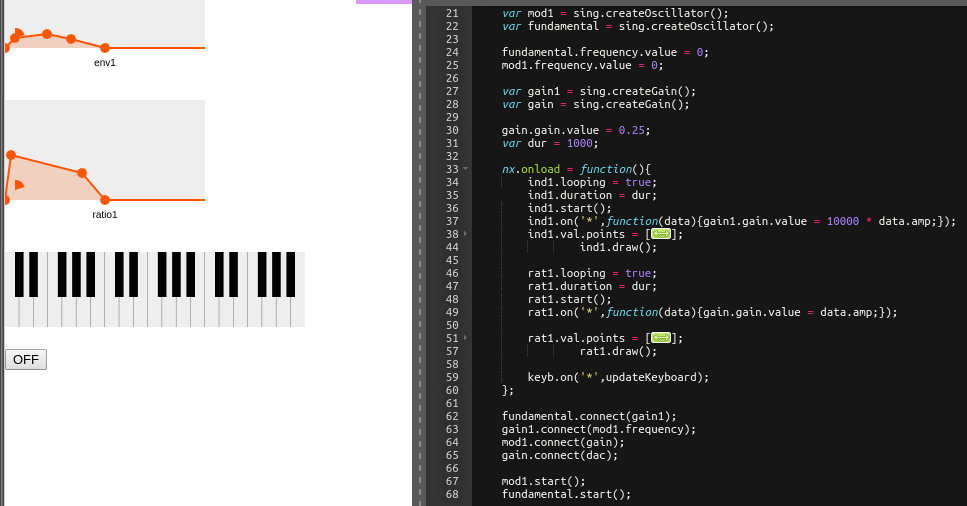 env1
ratio1
OFF
21 var mod1 = sing.createOscillator();
22 var fundamental = sing.createOscillator();
23
24 fundamental.frequency.value = 0;
25 mod1.frequency.value = 0;
26
27 var gain1 = sing.createGain();
28 var gain = sing.createGain();
29
30 gain.gain.value = 0.25;
31 var dur = 1000;
32
33 nx.onload = function(){
34 ind1.looping = true;
35 ind1.duration = dur;
36 ind1.start();
37 ind1.on('*',function(data){gain1.gain.value = 10000 * data.amp;});
38 ind1.val.points = [];
44 ind1.draw();
45
46 rat1.looping = true;
47 rat1.duration = dur;
48 rat1.start();
49 rat1.on('*',function(data){gain.gain.value = data.amp;});
50
51 rat1.val.points = [];
57 rat1.draw();
58
59 keyb.on('*',updateKeyboard);
60 };
61
62 fundamental.connect(gain1);
63 gain1.connect(mod1.frequency);
64 mod1.connect(gain);
65 gain.connect(dac);
66
67 mod1.start();
68 fundamental.start();